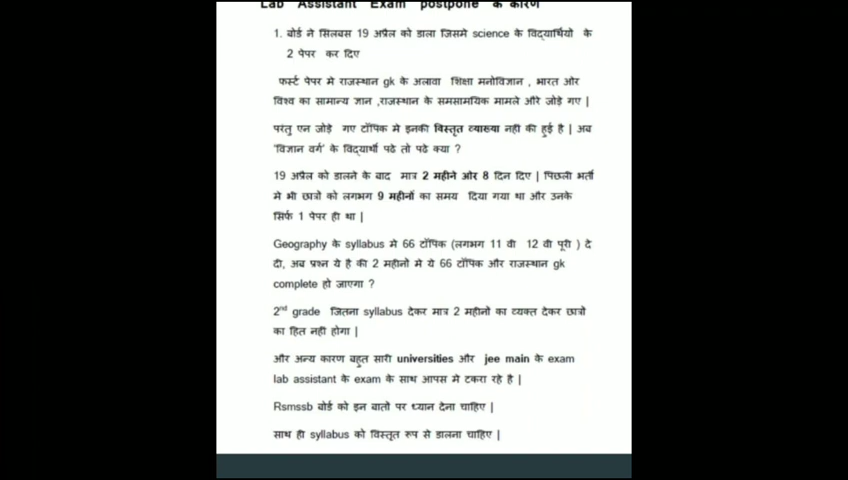 Lab Assistant Exam postpone के कारण
1. बोर्ड ने सिलबस 19 अप्रैल को डाला जिसमे science के विद्यार्थियो के
2 पेपर कर दिए
फर्स्ट पेपर मे राजस्थान gk के अलावा शिक्षा मनोविज्ञान , भारत और
विश्व का सामान्य ज्ञान ,राजस्थान के समसामयिक मामले औरे जोड़े गए |
परंतु एन जोड़े गए टॉपिक मे इनकी विस्तृत व्याख्या नही की हुई है | अब
'विज्ञान वर्ग' के विद्यार्थी पढे तो पढे क्या ?
19 अप्रैल को डालने के बाद मात्र 2 महीने ओर 8 दिन दिए | पिछली भर्ती
मे भी छात्रों को लगभग 9 महीनों का समय दिया गया था और उनके
सिर्फ 1 पेपर ही था |
Geography के syllabus मे 66 टॉपिक (लगभग 11 वी 12 वी पूरी ) दे
दी, अब प्रश्न ये है की 2 महीनो मे ये 66 टॉपिक और राजस्थान gk
complete हो जाएगा ?
2nd grade जितना syllabus देकर मात्र 2 महीनो का व्यक्त देकर छात्रो
का हित नही होगा |
और अन्य कारण बहुत सारी universities और jee main के exam
lab assistant के exam के साथ आपस मे टकरा रहे है |
Rsmssb बोर्ड को इन बातो पर ध्यान देना चाहिए |
साथ ही syllabus को विस्तृत रूप से डालना चाहिए |